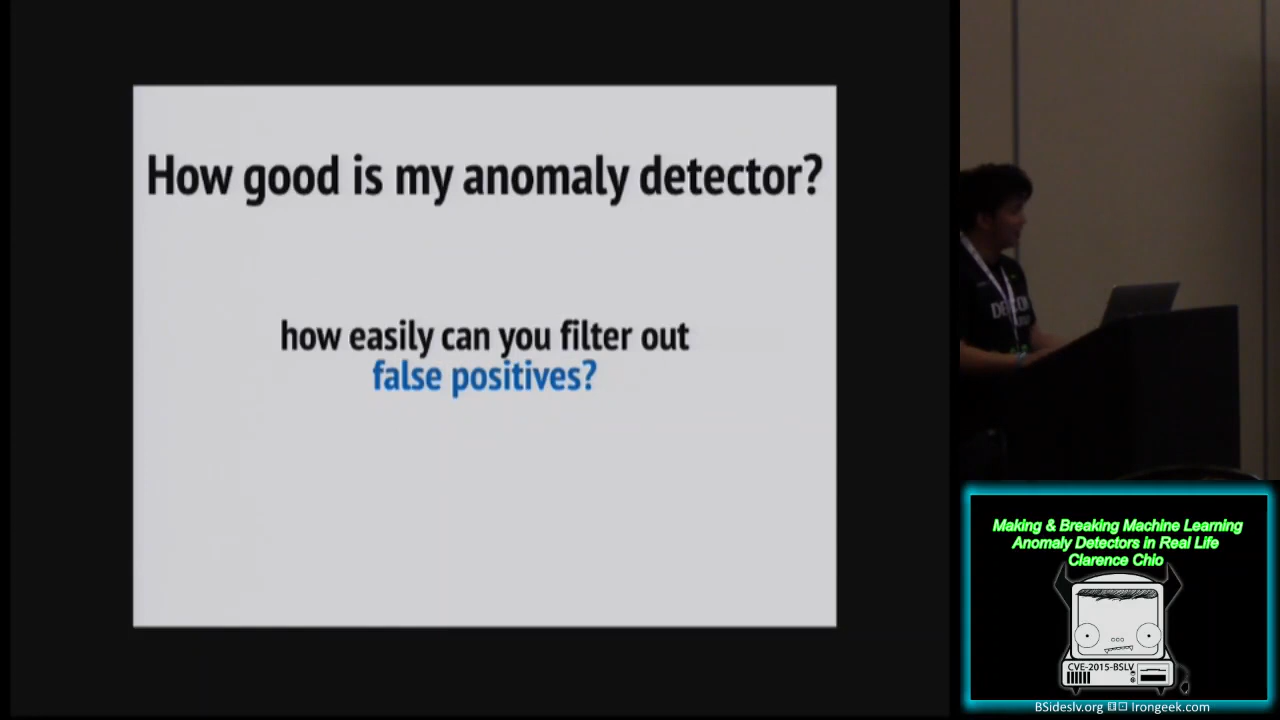 How good is my anomaly detector?
how easily can you filter out
false positives?
Making & Breaking Machine Learning
Anomaly Detectors in Real Life
Clarence Chio
CVE-2015-BSLV
BSideslv.org
Irongeek.com